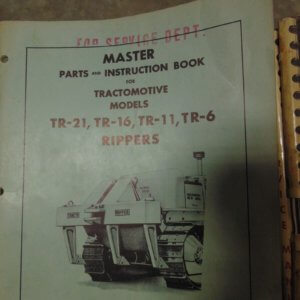 FOR SERVICE DEPT.
MASTER
PARTS AND INSTRUCTION BOOK
FOR
TRACTOMOTIVE
MODELS
TR-21, TR-16, TR-11, TR-6
RIPPERS